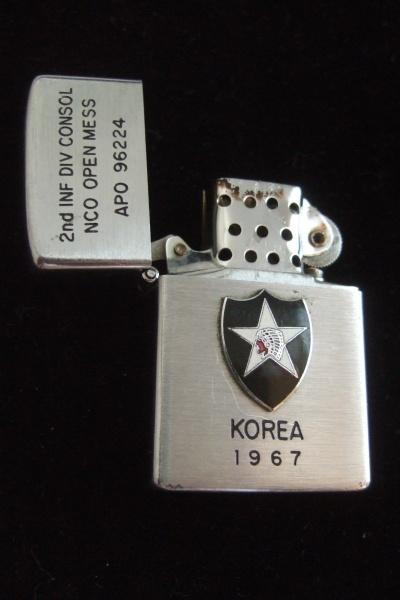 2nd INF DIV CONSOL
NCO OPEN MESS
APO 96224
KOREA
1967